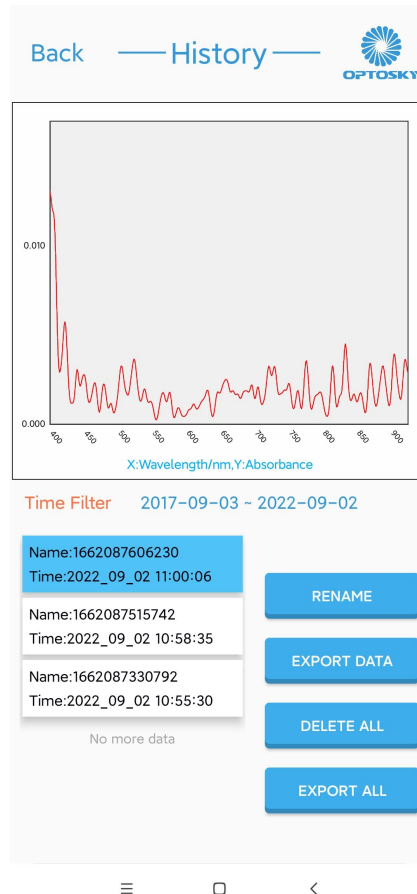 Back
History
OPTOSKY
0.010
0.000
400 450 500 550 600 650 700 750 800 850 900
X:Wavelength/nm,Y:Absorbance
Time Filter 2017-09-03 ~ 2022-09-02
Name:1662087606230
Time:2022_09_02 11:00:06
Name:1662087515742
Time:2022_09_02 10:58:35
Name:1662087330792
Time:2022_09_02 10:55:30
No more data
RENAME
EXPORT DATA
DELETE ALL
EXPORT ALL